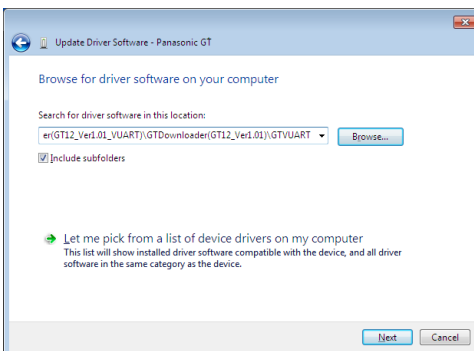 Update Driver Software - Panasonic GT
Browse for driver software on your computer
Search for driver software in this location:
er(GT12_Ver1.01_VUART)\GTDownloader(GT12_Ver1.01)\GTVUART
Browse...
Include subfolders
Let me pick from a list of device drivers on my computer
This list will show installed driver software compatible with the device, and all driver
software in the same category as the device.
Next Cancel